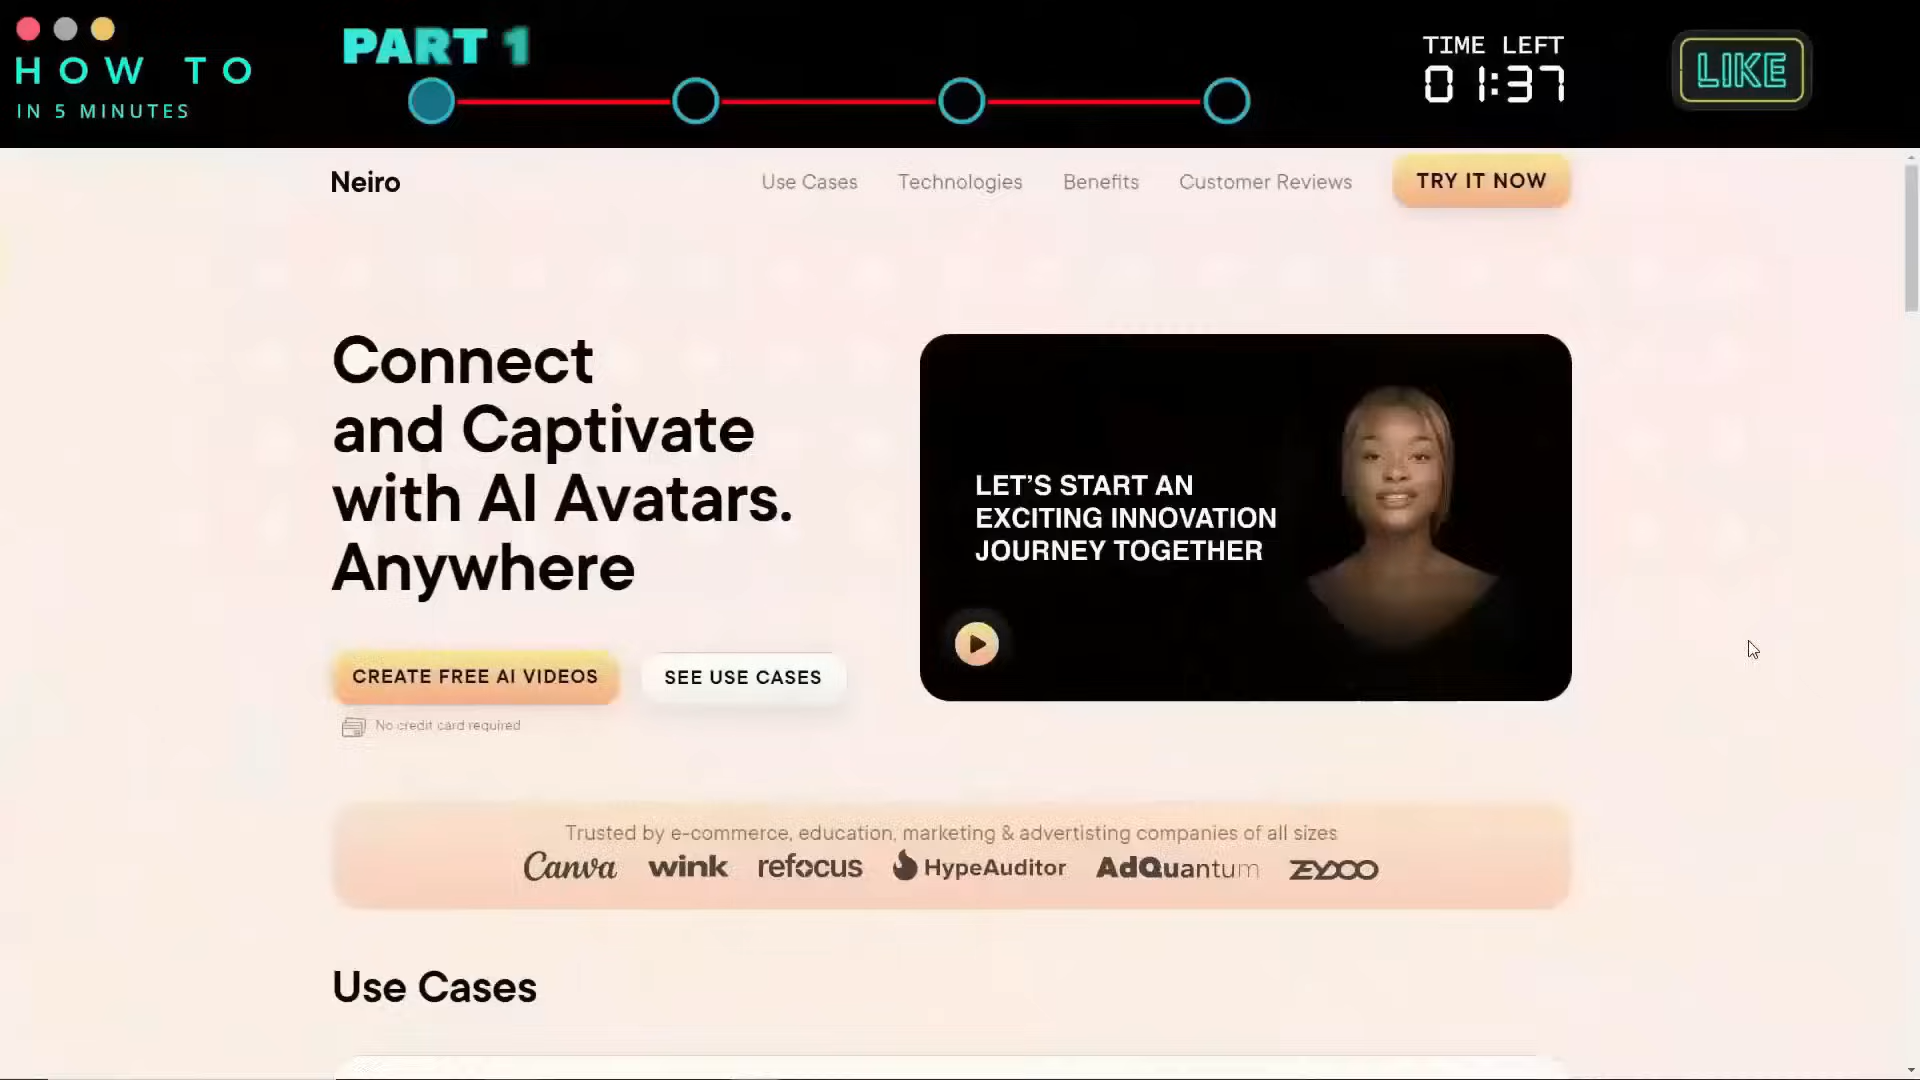 HOW TO
IN 5 MINUTES
PART 1
TIME LEFT
01:37
LIKE
Neiro
Use Cases
Technologies
Benefits
Customer Reviews
TRY IT NOW
Connect
and Captivate
with AI Avatars.
Anywhere
LET'S START AN
EXCITING INNOVATION
JOURNEY TOGETHER
CREATE FREE AI VIDEOS
SEE USE CASES
No credit card required
Trusted by e-commerce, education, marketing & advertisting companies of all sizes
Canva wink refocus HypeAuditor AdQuantum ZYDOO
Use Cases